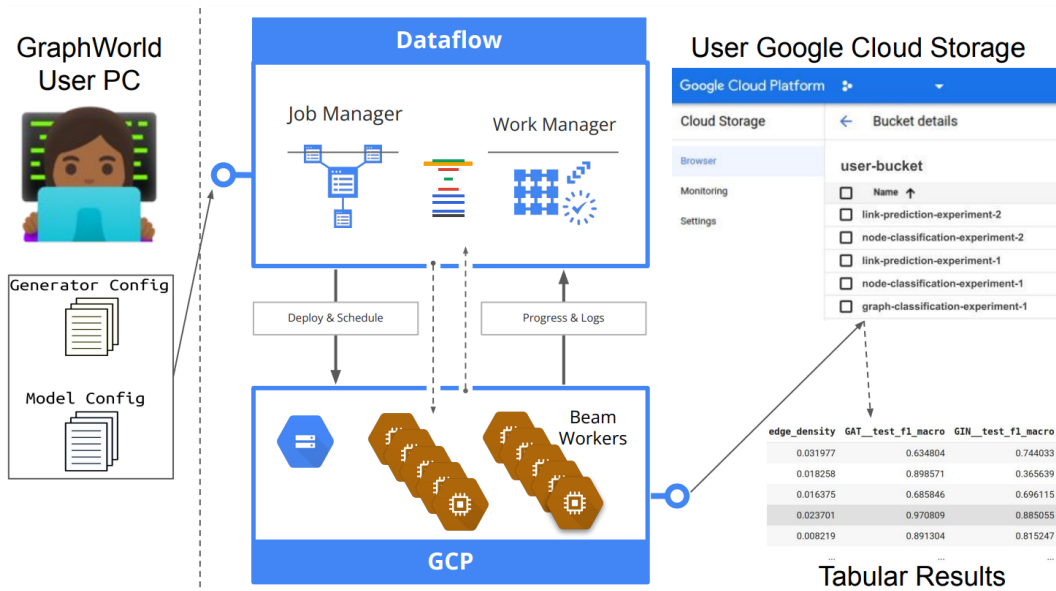 GraphWorld
User PC
Generator Config
Model Config
Dataflow
Job Manager
Work Manager
Deploy & Schedule
Progress & Logs
Beam
Workers
GCP
User Google Cloud Storage
Google Cloud Platform
Cloud Storage
Bucket details
Browser
Monitoring
Settings
user-bucket
Name
link-prediction-experiment-2
node-classification-experiment-2
link-prediction-experiment-1
node-classification-experiment-1
graph-classification-experiment-1
edge_density GAT__test_f1_macro GIN__test_f1_macro
0.031977 0.634804 0.744033
0.018258 0.898571 0.365639
0.016375 0.685846 0.696115
0.023701 0.970809 0.885055
0.008219 0.891304 0.815247
... ... ...
Tabular Results